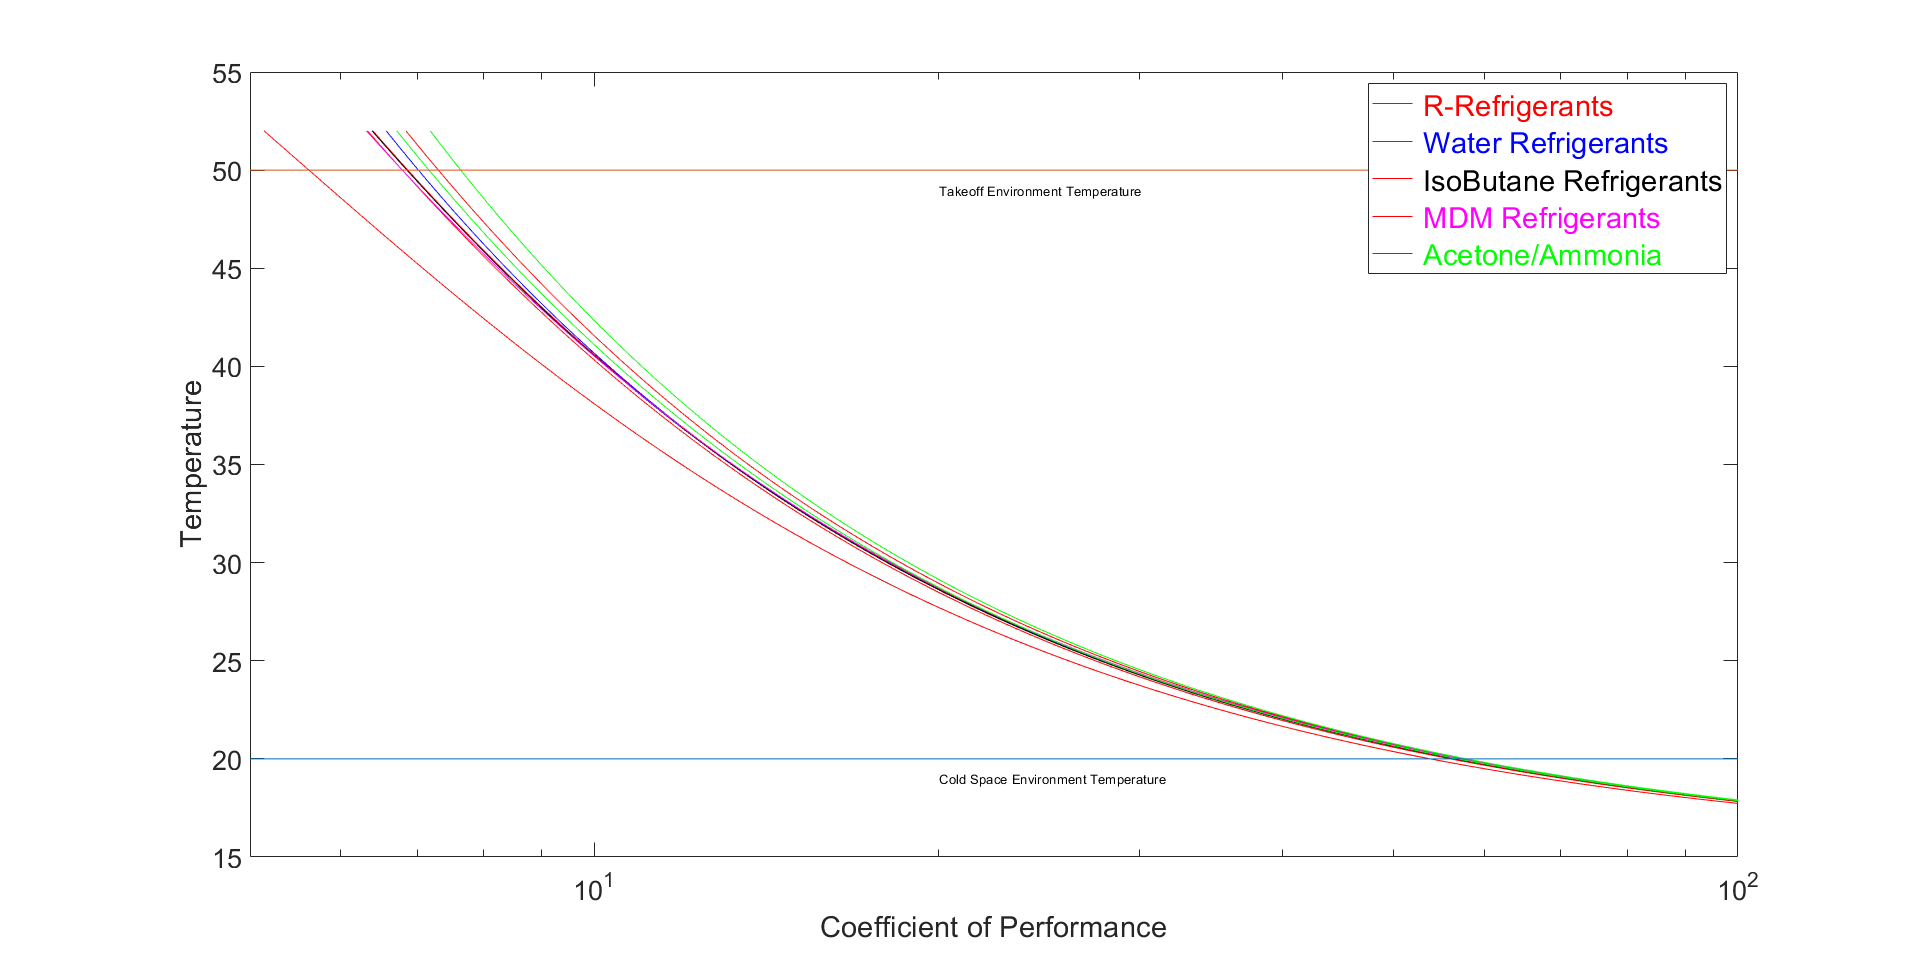 55
50
45
40
35
30
25
20
15
Temperature
R-Refrigerants
Water Refrigerants
IsoButane Refrigerants
MDM Refrigerants
Acetone/Ammonia
Takeoff Environment Temperature
Cold Space Environment Temperature
10^1
10^2
Coefficient of Performance